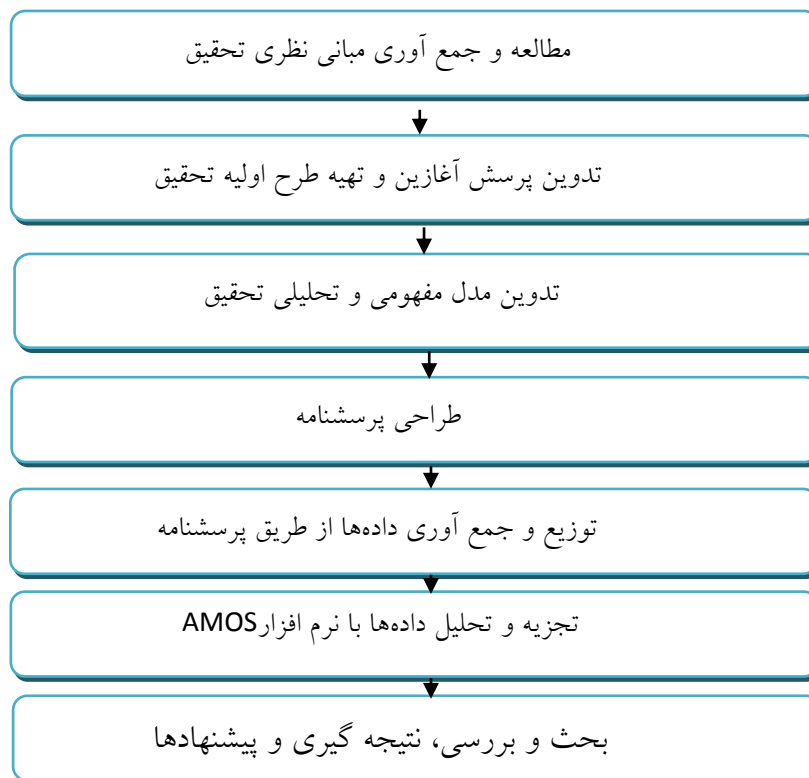 مطالعه و جمع آوری مبانی نظری تحقیق
تدوین پرسش آغازین و تهیه طرح اولیه تحقیق
تدوین مدل مفهومی و تحلیلی تحقیق
طراحی پرسشنامه
توزیع و جمع آوری داده‌ها از طریق پرسشنامه
تجزیه و تحلیل داده‌ها با نرم افزارAMOS
بحث و بررسی، نتیجه گیری و پیشنهادها